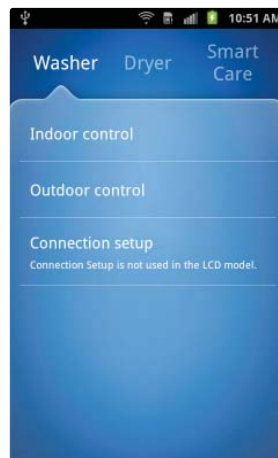 10:51 AM
Washer Dryer Smart
Care
Indoor control
Outdoor control
Connection setup
Connection Setup is not used in the LCD model.